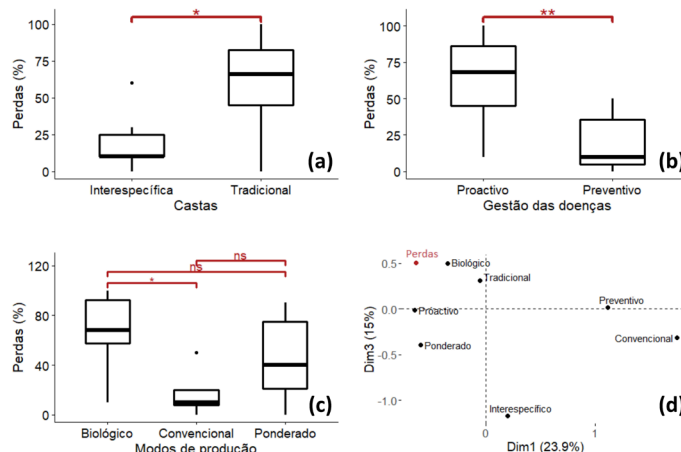 *
100
75
50
25
0
Perdas (%)
Interespecífica Tradicional
Castas
(a)
**
100
75
50
25
0
Perdas (%)
Proactivo Preventivo
Gestão das doenças
(b)
ns
ns
*
120
80
40
0
Perdas (%)
Biológico Convencional Ponderado
Modos de produção
(c)
Perdas
Biológico
Tradicional
Preventivo
Proactivo
Convencional
Ponderado
Interespecífico
0.5
0.0
-0.5
-1.0
Dim3 (15%)
0 1
Dim1 (23.9%)
(d)